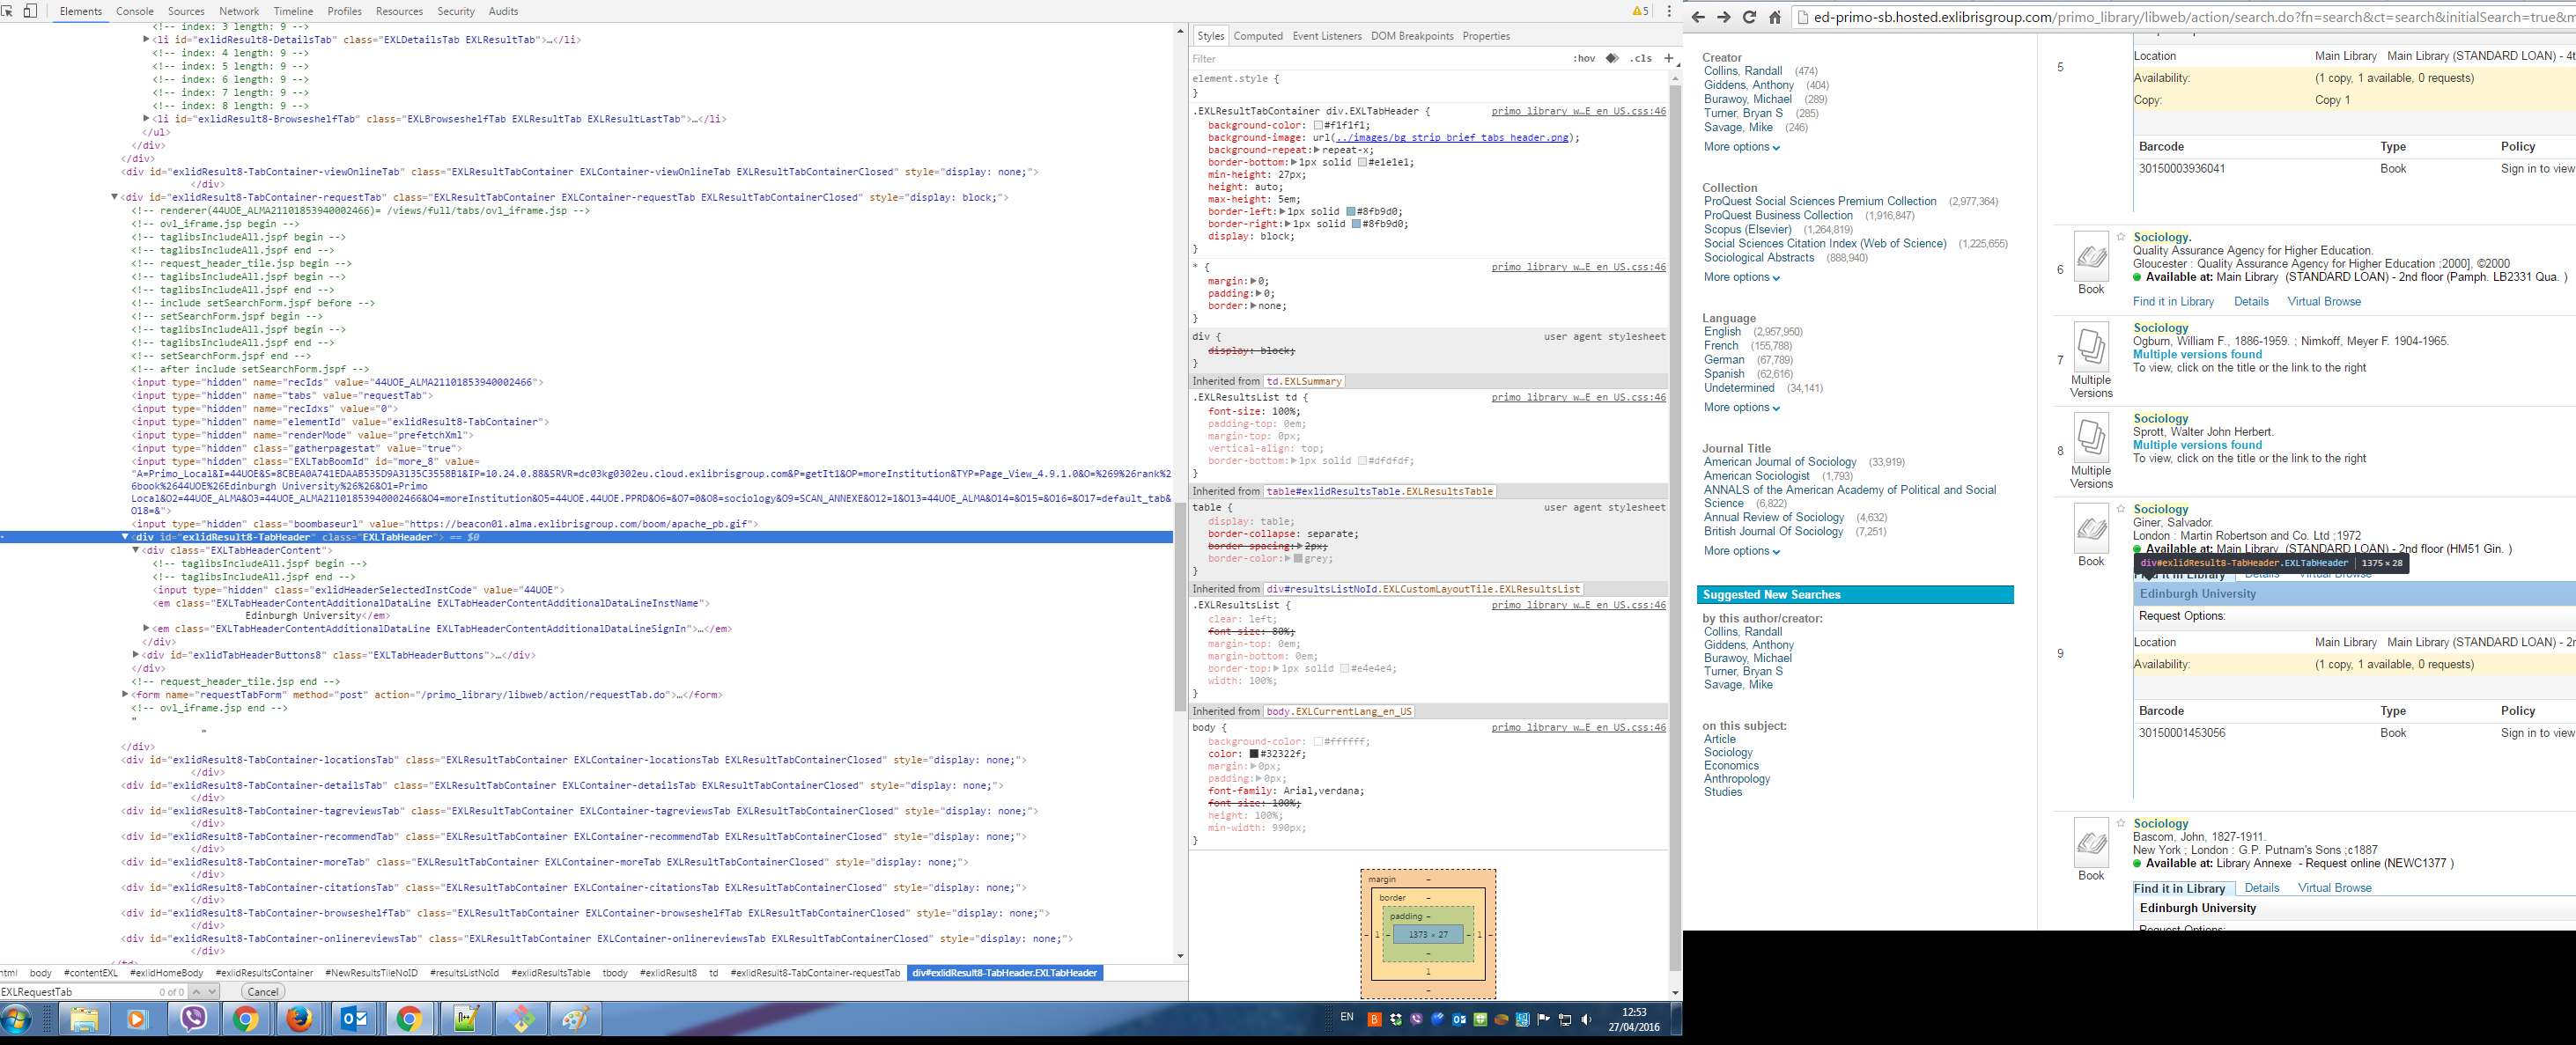 Elements Console Sources Network Timeline Profiles Resources Security Audits
5
<!-- index: 3 length: 9 -->
<li id="exlidResult8-DetailsTab" class="EXLDetailsTab EXLResultTab">…</li>
<!-- index: 4 length: 9 -->
<!-- index: 5 length: 9 -->
<!-- index: 6 length: 9 -->
<!-- index: 7 length: 9 -->
<!-- index: 8 length: 9 -->
<li id="exlidResult8-BrowseshelfTab" class="EXLBrowseshelfTab EXLResultTab EXLResultLastTab">…</li>
</ul>
</div>
</div>
<div id="exlidResult8-TabContainer-viewOnlineTab" class="EXLResultTabContainer EXLContainer-viewOnlineTab EXLResultTabContainerClosed" style="display: none;">
</div>
<div id="exlidResult8-TabContainer-requestTab" class="EXLResultTabContainer EXLContainer-requestTab EXLResultTabContainerClosed" style="display: block;">
<!-- renderer(44UOE_ALMA21101853940002466)= /views/full/tabs/ovl_iframe.jsp -->
<!-- ovl_iframe.jsp begin -->
<!-- taglibsIncludeAll.jspf begin -->
<!-- taglibsIncludeAll.jspf end -->
<!-- request_header_tile.jsp begin -->
<!-- taglibsIncludeAll.jspf begin -->
<!-- taglibsIncludeAll.jspf end -->
<!-- include setSearchForm.jspf before -->
<!-- setSearchForm.jspf begin -->
<!-- taglibsIncludeAll.jspf begin -->
<!-- taglibsIncludeAll.jspf end -->
<!-- setSearchForm.jspf end -->
<!-- after include setSearchForm.jspf -->
<input type="hidden" name="recIds" value="44UOE_ALMA21101853940002466">
<input type="hidden" name="tabs" value="requestTab">
<input type="hidden" name="recIdxs" value="0">
<input type="hidden" name="elementId" value="exlidResult8-TabContainer">
<input type="hidden" name="renderMode" value="prefetchXml">
<input type="hidden" class="gatherpagestat" value="true">
<input type="hidden" class="EXLTabBoomId" id="more_8" value=
"A=Primo_Local&I=44UOE&S=8CBEA0A741EDAAB535D9A3135C3558B1&IP=10.24.0.88&SRVR=dc03kg0302eu.cloud.exlibrisgroup.com&P=getIt1&OP=moreInstitution&TYP=Page_View_4.9.1.0&O=%269%26rank%2
6book%2644UOE%26Edinburgh University%26%26&O1=Primo
Local&O2=44UOE_ALMA&O3=44UOE_ALMA21101853940002466&O4=moreInstitution&O5=44UOE.44UOE.PPRD&O6=&O7=0&O8=sociology&O9=SCAN_ANNEXE&O12=1&O13=44UOE_ALMA&O14=&O15=&O16=&O17=default_tab&
O18=&">
<input type="hidden" class="boombaseurl" value="https://beacon01.alma.exlibrisgroup.com/boom/apache_pb.gif">
<div id="exlidResult8-TabHeader" class="EXLTabHeader"> == $0
<div class="EXLTabHeaderContent">
<!-- taglibsIncludeAll.jspf begin -->
<!-- taglibsIncludeAll.jspf end -->
<input type="hidden" class="exlidHeaderSelectedInstCode" value="44UOE">
<em class="EXLTabHeaderContentAdditionalDataLine EXLTabHeaderContentAdditionalDataLineInstName">
Edinburgh University</em>
<em class="EXLTabHeaderContentAdditionalDataLine EXLTabHeaderContentAdditionalDataLineSignIn">…</em>
</div>
<div id="exlidTabHeaderButtons8" class="EXLTabHeaderButtons">…</div>
</div>
<!-- request_header_tile.jsp end -->
<form name="requestTabForm" method="post" action="/primo_library/libweb/action/requestTab.do">…</form>
<!-- ovl_iframe.jsp end -->
"
"
</div>
<div id="exlidResult8-TabContainer-locationsTab" class="EXLResultTabContainer EXLContainer-locationsTab EXLResultTabContainerClosed" style="display: none;">
</div>
<div id="exlidResult8-TabContainer-detailsTab" class="EXLResultTabContainer EXLContainer-detailsTab EXLResultTabContainerClosed" style="display: none;">
</div>
<div id="exlidResult8-TabContainer-tagreviewsTab" class="EXLResultTabContainer EXLContainer-tagreviewsTab EXLResultTabContainerClosed" style="display: none;">
</div>
<div id="exlidResult8-TabContainer-recommendTab" class="EXLResultTabContainer EXLContainer-recommendTab EXLResultTabContainerClosed" style="display: none;">
</div>
<div id="exlidResult8-TabContainer-moreTab" class="EXLResultTabContainer EXLContainer-moreTab EXLResultTabContainerClosed" style="display: none;">
</div>
<div id="exlidResult8-TabContainer-citationsTab" class="EXLResultTabContainer EXLContainer-citationsTab EXLResultTabContainerClosed" style="display: none;">
</div>
<div id="exlidResult8-TabContainer-browseshelfTab" class="EXLResultTabContainer EXLContainer-browseshelfTab EXLResultTabContainerClosed" style="display: none;">
</div>
<div id="exlidResult8-TabContainer-onlinereviewsTab" class="EXLResultTabContainer EXLContainer-onlinereviewsTab EXLResultTabContainerClosed" style="display: none;">
</div>
html body #contentEXL #exlidHomeBody #exlidResultsContainer #NewResultsTileNoID #resultsListNoId #exlidResultsTable tbody #exlidResult8 td #exlidResult8-TabContainer-requestTab div#exlidResult8-TabHeader.EXLTabHeader
EXLRequestTab 0 of 0 Cancel
Styles Computed Event Listeners DOM Breakpoints Properties
Filter :hov .cls +
element.style {
}
.EXLResultTabContainer div.EXLTabHeader { primo_library_w…E_en_US.css:46
background-color: #f1f1f1;
background-image: url(../images/bg_strip_brief_tabs_header.png);
background-repeat: repeat-x;
border-bottom: 1px solid #e1e1e1;
min-height: 27px;
height: auto;
max-height: 5em;
border-left: 1px solid #8fb9d0;
border-right: 1px solid #8fb9d0;
display: block;
}
* { primo_library_w…E_en_US.css:46
margin: 0;
padding: 0;
border: none;
}
div { user agent stylesheet
display: block;
}
Inherited from td.EXLSummary
.EXLResultsList td { primo_library_w…E_en_US.css:46
font-size: 100%;
padding-top: 0em;
margin-top: 0px;
vertical-align: top;
border-bottom: 1px solid #dfdfdf;
}
Inherited from table#exlidResultsTable.EXLResultsTable
table { user agent stylesheet
display: table;
border-collapse: separate;
border-spacing: 2px;
border-color: grey;
}
Inherited from div#resultsListNoId.EXLCustomLayoutTile.EXLResultsList
.EXLResultsList { primo_library_w…E_en_US.css:46
clear: left;
font-size: 80%;
margin-top: 0em;
margin-bottom: 0em;
border-top: 1px solid #e4e4e4;
width: 100%;
}
Inherited from body.EXLCurrentLang_en_US
body { primo_library_w…E_en_US.css:46
background-color: #ffffff;
color: #32322f;
margin: 0px;
padding: 0px;
font-family: Arial,verdana;
font-size: 100%;
height: 100%;
min-width: 990px;
}
margin -
border -
padding -
- 1 - 1373 × 27 - 1 -
-
1
-
EN
12:53
27/04/2016
ed-primo-sb.hosted.exlibrisgroup.com/primo_library/libweb/action/search.do?fn=search&ct=search&initialSearch=true&m
Creator
Collins, Randall (474)
Giddens, Anthony (404)
Burawoy, Michael (289)
Turner, Bryan S (285)
Savage, Mike (246)
More options
Collection
ProQuest Social Sciences Premium Collection (2,977,364)
ProQuest Business Collection (1,916,847)
Scopus (Elsevier) (1,264,819)
Social Sciences Citation Index (Web of Science) (1,225,655)
Sociological Abstracts (888,940)
More options
Language
English (2,957,950)
French (155,788)
German (67,789)
Spanish (62,616)
Undetermined (34,141)
More options
Journal Title
American Journal of Sociology (33,919)
American Sociologist (1,793)
ANNALS of the American Academy of Political and Social
Science (6,822)
Annual Review of Sociology (4,632)
British Journal Of Sociology (7,251)
More options
Suggested New Searches
by this author/creator:
Collins, Randall
Giddens, Anthony
Burawoy, Michael
Turner, Bryan S
Savage, Mike
on this subject:
Article
Sociology
Economics
Anthropology
Studies
5
Location Main Library Main Library (STANDARD LOAN) - 4t
Availability: (1 copy, 1 available, 0 requests)
Copy: Copy 1
Barcode Type Policy
30150003936041 Book Sign in to view
6
Book
Sociology.
Quality Assurance Agency for Higher Education.
Gloucester : Quality Assurance Agency for Higher Education ;2000], ©2000
Available at: Main Library (STANDARD LOAN) - 2nd floor (Pamph. LB2331 Qua. )
Find it in Library Details Virtual Browse
7
Multiple Versions
Sociology
Ogburn, William F., 1886-1959. ; Nimkoff, Meyer F. 1904-1965.
Multiple versions found
To view, click on the title or the link to the right
8
Multiple Versions
Sociology
Sprott, Walter John Herbert.
Multiple versions found
To view, click on the title or the link to the right
9
Book
Sociology
Giner, Salvador.
London : Martin Robertson and Co. Ltd ;1972
Available at: Main Library (STANDARD LOAN) - 2nd floor (HM51 Gin. )
div#exlidResult8-TabHeader.EXLTabHeader 1375 × 28
Find it in Library Details Virtual Browse
Edinburgh University
Request Options:
Location Main Library Main Library (STANDARD LOAN) - 2r
Availability: (1 copy, 1 available, 0 requests)
Barcode Type Policy
30150001453056 Book Sign in to view
Book
Sociology
Bascom, John, 1827-1911.
New York ; London : G.P. Putnam's Sons ;c1887
Available at: Library Annexe - Request online (NEWC1377 )
Find it in Library Details Virtual Browse
Edinburgh University
Request Options: